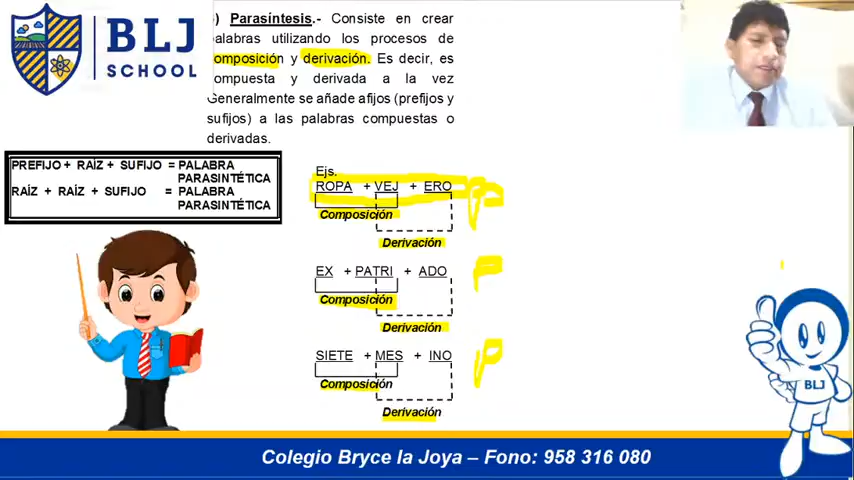 BLJ
SCHOOL
) Parasíntesis.- Consiste en crear
palabras utilizando los procesos de
composición y derivación. Es decir, es
compuesta y derivada a la vez
Generalmente se añade afijos (prefijos y
sufijos) a las palabras compuestas o
derivadas.
PREFIJO + RAÍZ + SUFIJO = PALABRA
PARASINTÉTICA
RAÍZ + RAÍZ + SUFIJO = PALABRA
PARASINTÉTICA
Ejs.
ROPA + VEJ + ERO
Composición
Derivación
EX + PATRI + ADO
Composición
Derivación
SIETE + MES + INO
Composición
Derivación
BLJ
Colegio Bryce la Joya – Fono: 958 316 080